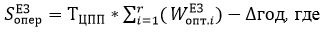 S_опер^ЕЗ = Т_ЦПП * ∑_{i=1}^{r}(W_опт.i^ЕЗ) − Δгод, где